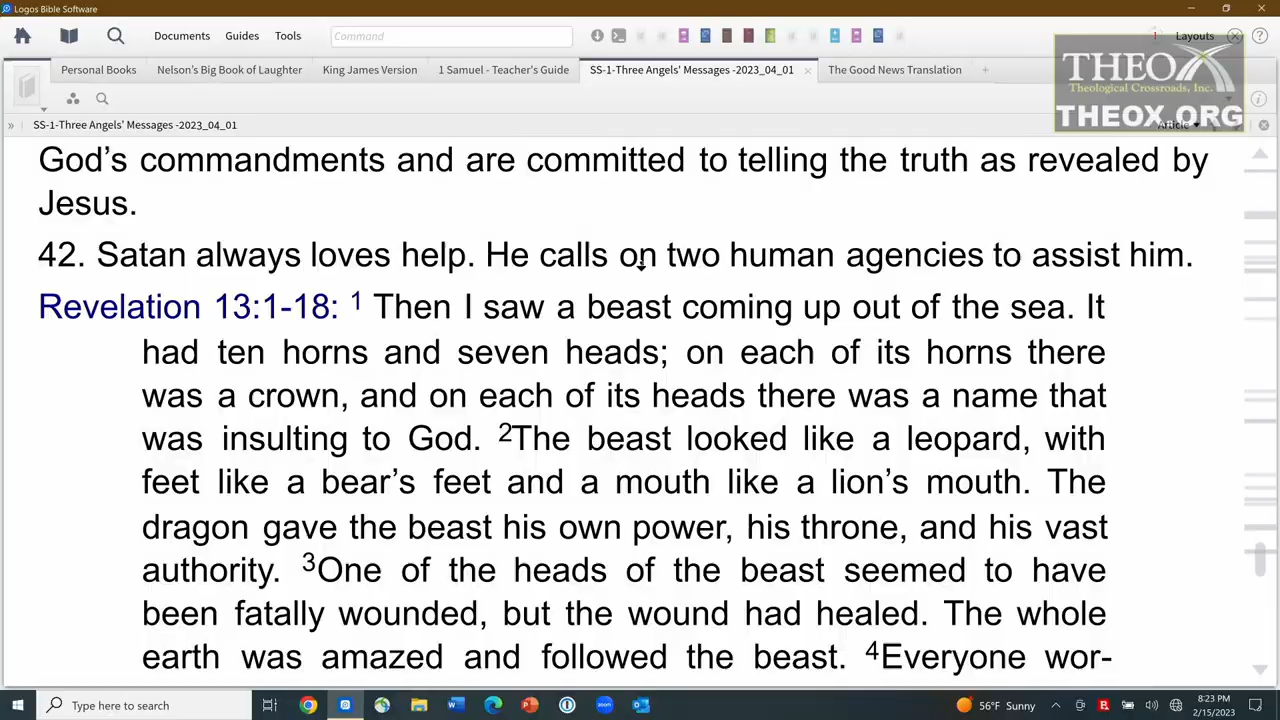 Logos Bible Software
Documents Guides Tools Command Layouts
THEOX
Theological Crossroads, Inc.
THEOX.ORG
Personal Books Nelson's Big Book of Laughter King James Version 1 Samuel - Teacher's Guide SS-1-Three Angels' Messages -2023_04_01 The Good News Translation
SS-1-Three Angels' Messages -2023_04_01 Article
God's commandments and are committed to telling the truth as revealed by
Jesus.
42. Satan always loves help. He calls on two human agencies to assist him.
Revelation 13:1-18: 1 Then I saw a beast coming up out of the sea. It
had ten horns and seven heads; on each of its horns there
was a crown, and on each of its heads there was a name that
was insulting to God. 2The beast looked like a leopard, with
feet like a bear's feet and a mouth like a lion's mouth. The
dragon gave the beast his own power, his throne, and his vast
authority. 3One of the heads of the beast seemed to have
been fatally wounded, but the wound had healed. The whole
earth was amazed and followed the beast. 4Everyone wor-
Type here to search
56°F Sunny
8:23 PM
2/15/2023